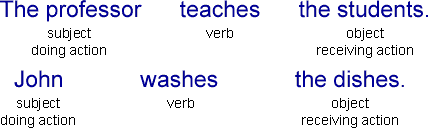 The professor teaches the students.
subject verb object
doing action receiving action
John washes the dishes.
subject verb object
doing action receiving action